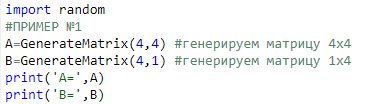 import random
#ПРИМЕР №1
A=GenerateMatrix(4,4) #генерируем матрицу 4x4
B=GenerateMatrix(4,1) #генерируем матрицу 1x4
print('A=',A)
print('B=',B)